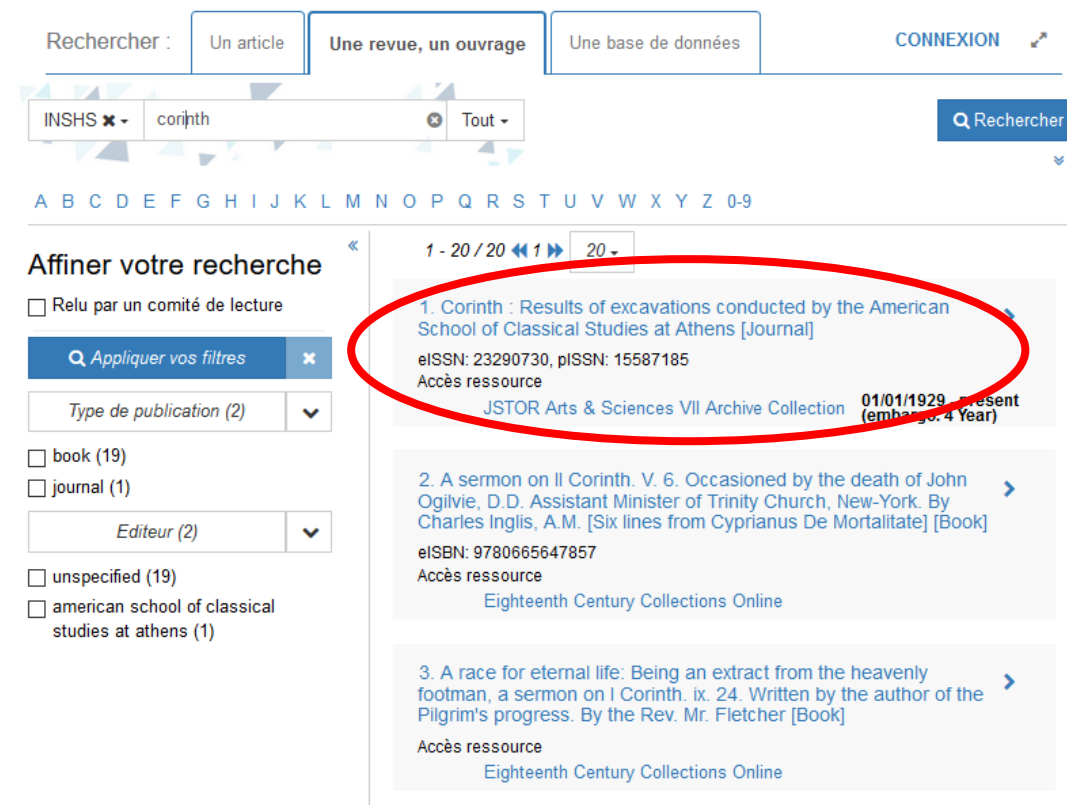 Rechercher : Un article Une revue, un ouvrage Une base de données CONNEXION
INSHS corinth Tout Rechercher
A B C D E F G H I J K L M N O P Q R S T U V W X Y Z 0-9
Affiner votre recherche
Relu par un comité de lecture
Appliquer vos filtres
Type de publication (2)
book (19)
journal (1)
Editeur (2)
unspecified (19)
american school of classical
studies at athens (1)
1 - 20 / 20 1 20
1. Corinth : Results of excavations conducted by the American
School of Classical Studies at Athens [Journal]
eISSN: 23290730, pISSN: 15587185
Accès ressource
JSTOR Arts & Sciences VII Archive Collection 01/01/1929 - present
(embargo: 4 Year)
2. A sermon on II Corinth. V. 6. Occasioned by the death of John
Ogilvie, D.D. Assistant Minister of Trinity Church, New-York. By
Charles Inglis, A.M. [Six lines from Cyprianus De Mortalitate] [Book]
eISBN: 9780665647857
Accès ressource
Eighteenth Century Collections Online
3. A race for eternal life: Being an extract from the heavenly
footman, a sermon on I Corinth. ix. 24. Written by the author of the
Pilgrim's progress. By the Rev. Mr. Fletcher [Book]
Accès ressource
Eighteenth Century Collections Online